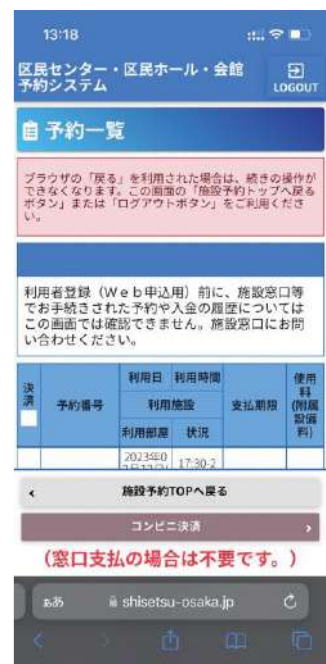 13:18
区民センター・区民ホール・会館
予約システム
LOGOUT
予約一覧
ブラウザの「戻る」を利用された場合は、続きの操作が
できなくなります。この画面の「施設予約トップへ戻る
ボタン」または「ログアウトボタン」をご利用くださ
い。
利用者登録（Ｗｅｂ申込用）前に、施設窓口等
でお手続きされた予約や入金の履歴については
この画面では確認できません。施設窓口にお問
い合わせください。
決済 予約番号 利用日 利用時間 支払期限 使用料(附属設備料)
利用施設
利用部屋 状況
2023年0
17:30-2
施設予約TOPへ戻る
コンビニ決済
（窓口支払の場合は不要です。）
ぁあ shisetsu-osaka.jp